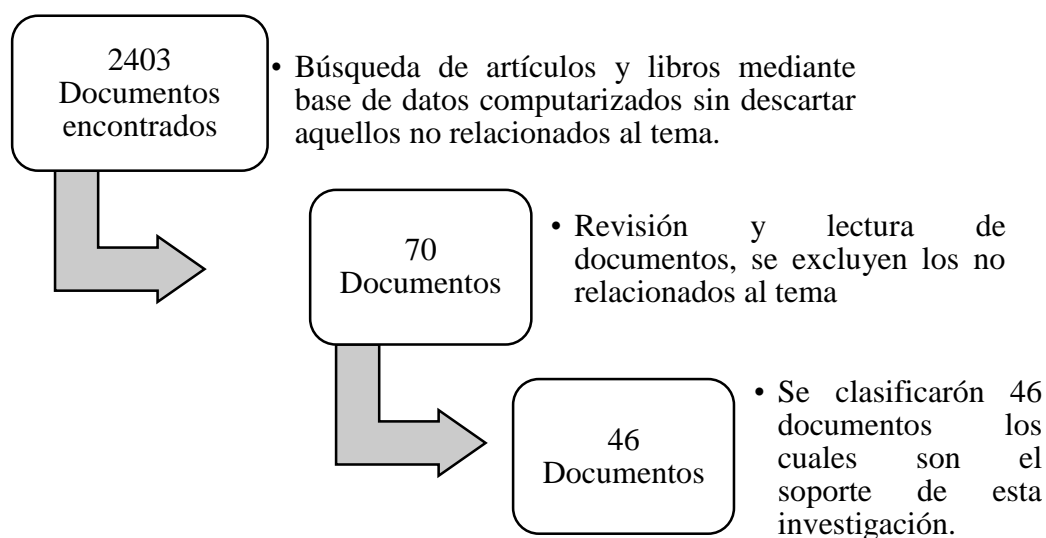 2403
Documentos
encontrados
• Búsqueda de artículos y libros mediante
base de datos computarizados sin descartar
aquellos no relacionados al tema.
70
Documentos
• Revisión y lectura de
documentos, se excluyen los no
relacionados al tema
46
Documentos
• Se clasificarón 46
documentos los
cuales son el
soporte de esta
investigación.